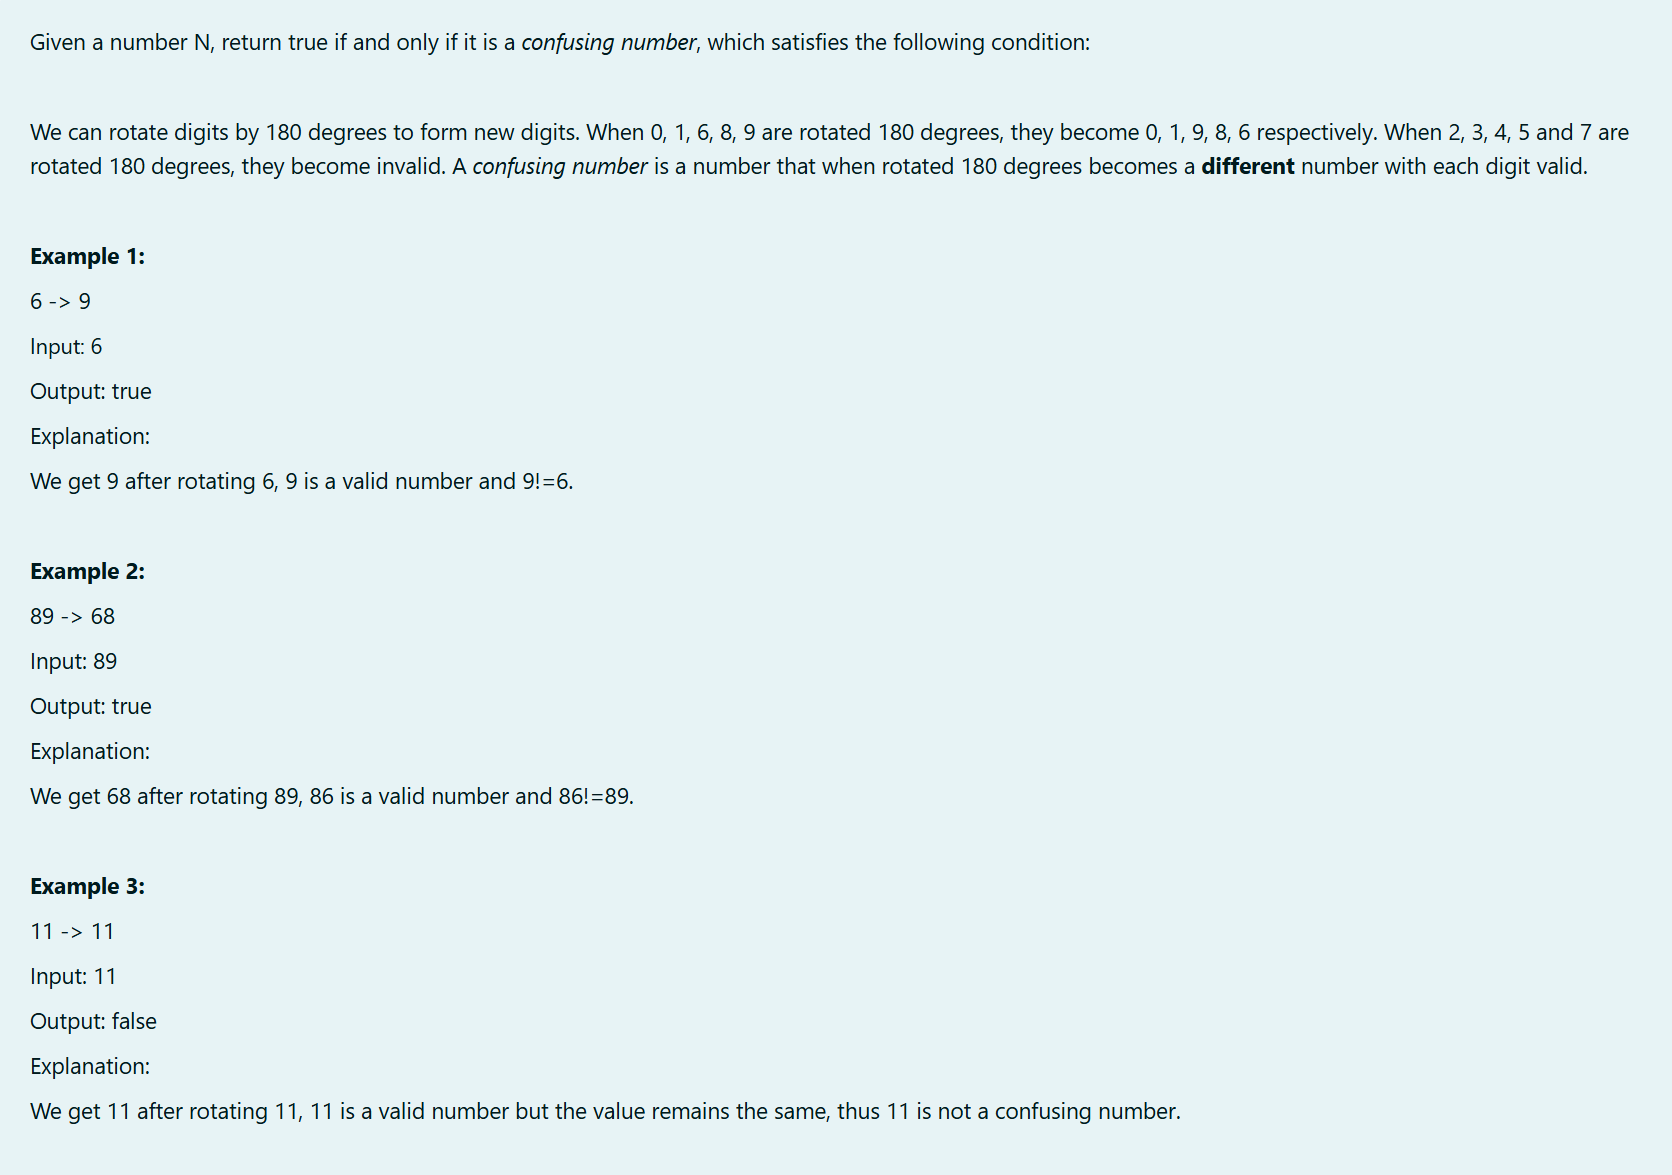 Given a number N, return true if and only if it is a confusing number, which satisfies the following condition:
We can rotate digits by 180 degrees to form new digits. When 0, 1, 6, 8, 9 are rotated 180 degrees, they become 0, 1, 9, 8, 6 respectively. When 2, 3, 4, 5 and 7 are
rotated 180 degrees, they become invalid. A confusing number is a number that when rotated 180 degrees becomes a different number with each digit valid.
Example 1:
6 -> 9
Input: 6
Output: true
Explanation:
We get 9 after rotating 6, 9 is a valid number and 9!=6.
Example 2:
89 -> 68
Input: 89
Output: true
Explanation:
We get 68 after rotating 89, 86 is a valid number and 86!=89.
Example 3:
11 -> 11
Input: 11
Output: false
Explanation:
We get 11 after rotating 11, 11 is a valid number but the value remains the same, thus 11 is not a confusing number.